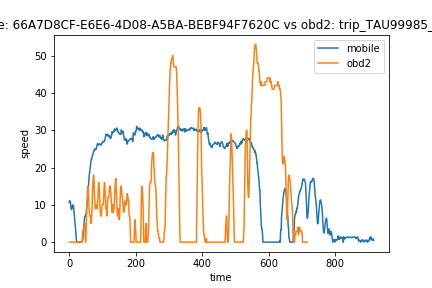 e: 66A7D8CF-E6E6-4D08-A5BA-BEBF94F7620C vs obd2: trip_TAU99985_
mobile
obd2
50
40
30
20
10
0
speed
0 200 400 600 800
time